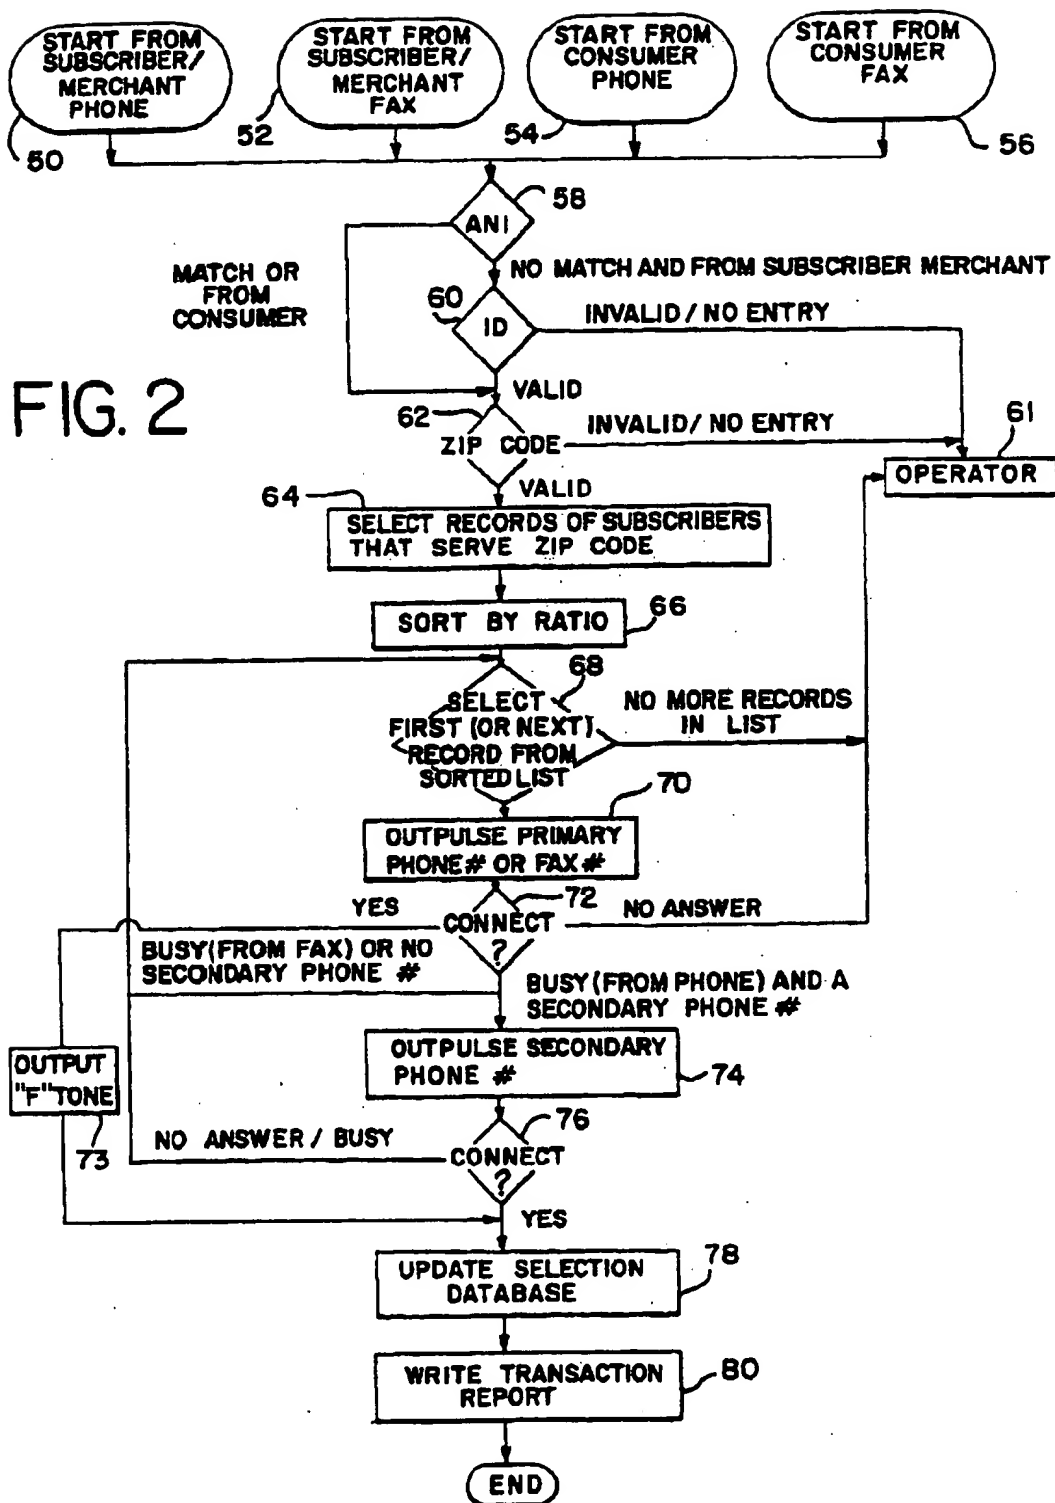 START FROM
SUBSCRIBER/
MERCHANT
PHONE
50
START FROM
SUBSCRIBER/
MERCHANT
FAX
52
START FROM
CONSUMER
PHONE
54
START FROM
CONSUMER
FAX
56
58
ANI
MATCH OR
FROM
CONSUMER
NO MATCH AND FROM SUBSCRIBER MERCHANT
60
ID
INVALID / NO ENTRY
VALID
FIG. 2
62
ZIP CODE
INVALID / NO ENTRY
61
OPERATOR
VALID
64
SELECT RECORDS OF SUBSCRIBERS
THAT SERVE ZIP CODE
SORT BY RATIO
66
68
SELECT
FIRST (OR NEXT)
RECORD FROM
SORTED LIST
NO MORE RECORDS
IN LIST
70
OUTPULSE PRIMARY
PHONE # OR FAX #
72
YES
CONNECT
?
NO ANSWER
BUSY (FROM FAX) OR NO
SECONDARY PHONE #
BUSY (FROM PHONE) AND A
SECONDARY PHONE #
OUTPULSE SECONDARY
PHONE #
74
OUTPUT
"F" TONE
73
76
NO ANSWER / BUSY
CONNECT
?
YES
UPDATE SELECTION
DATABASE
78
WRITE TRANSACTION
REPORT
80
END